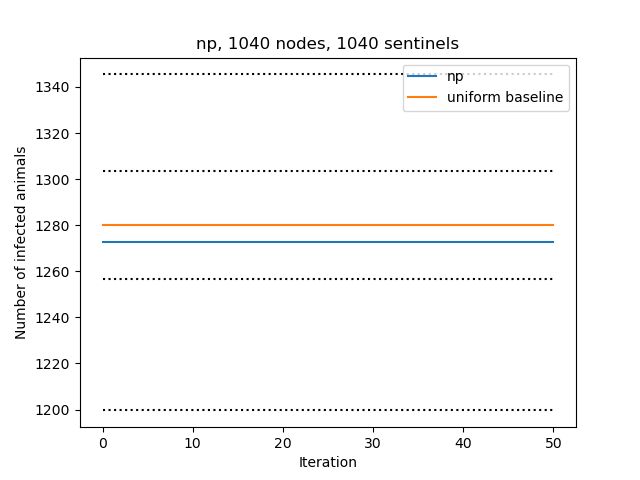 np, 1040 nodes, 1040 sentinels
np
uniform baseline
Number of infected animals
1340
1320
1300
1280
1260
1240
1220
1200
0 10 20 30 40 50
Iteration